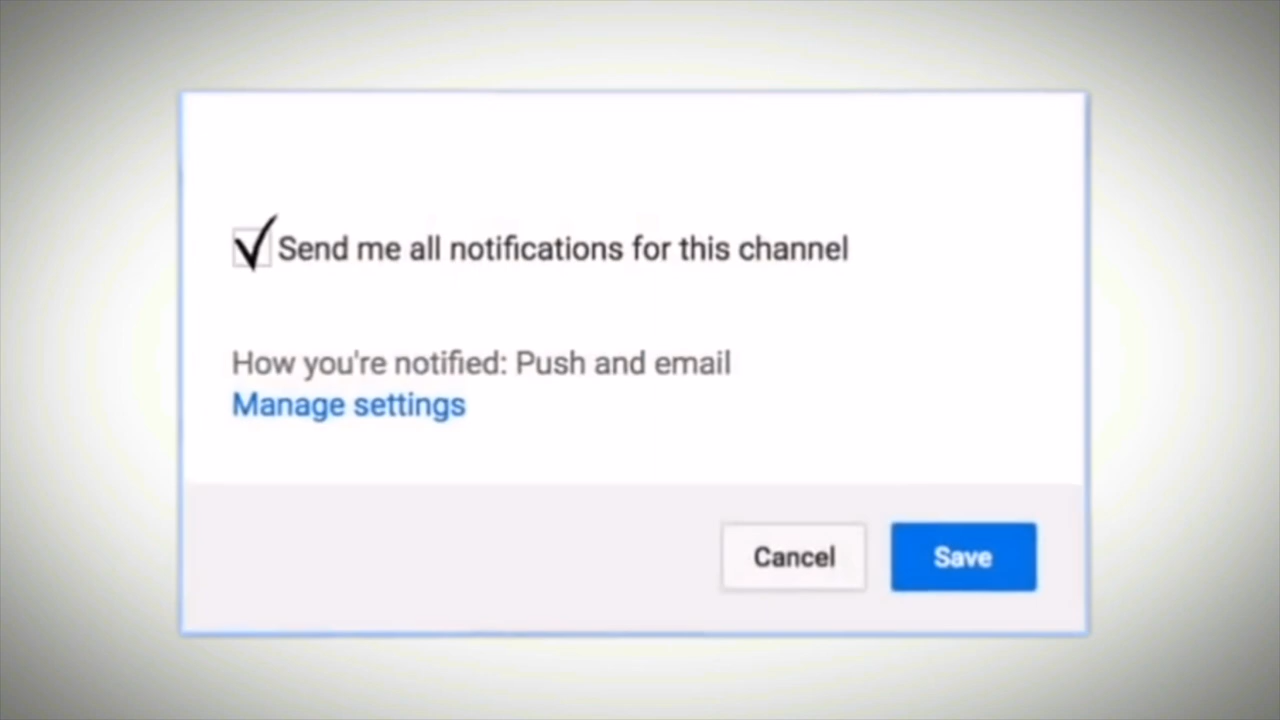 Send me all notifications for this channel
How you're notified: Push and email
Manage settings
Cancel
Save